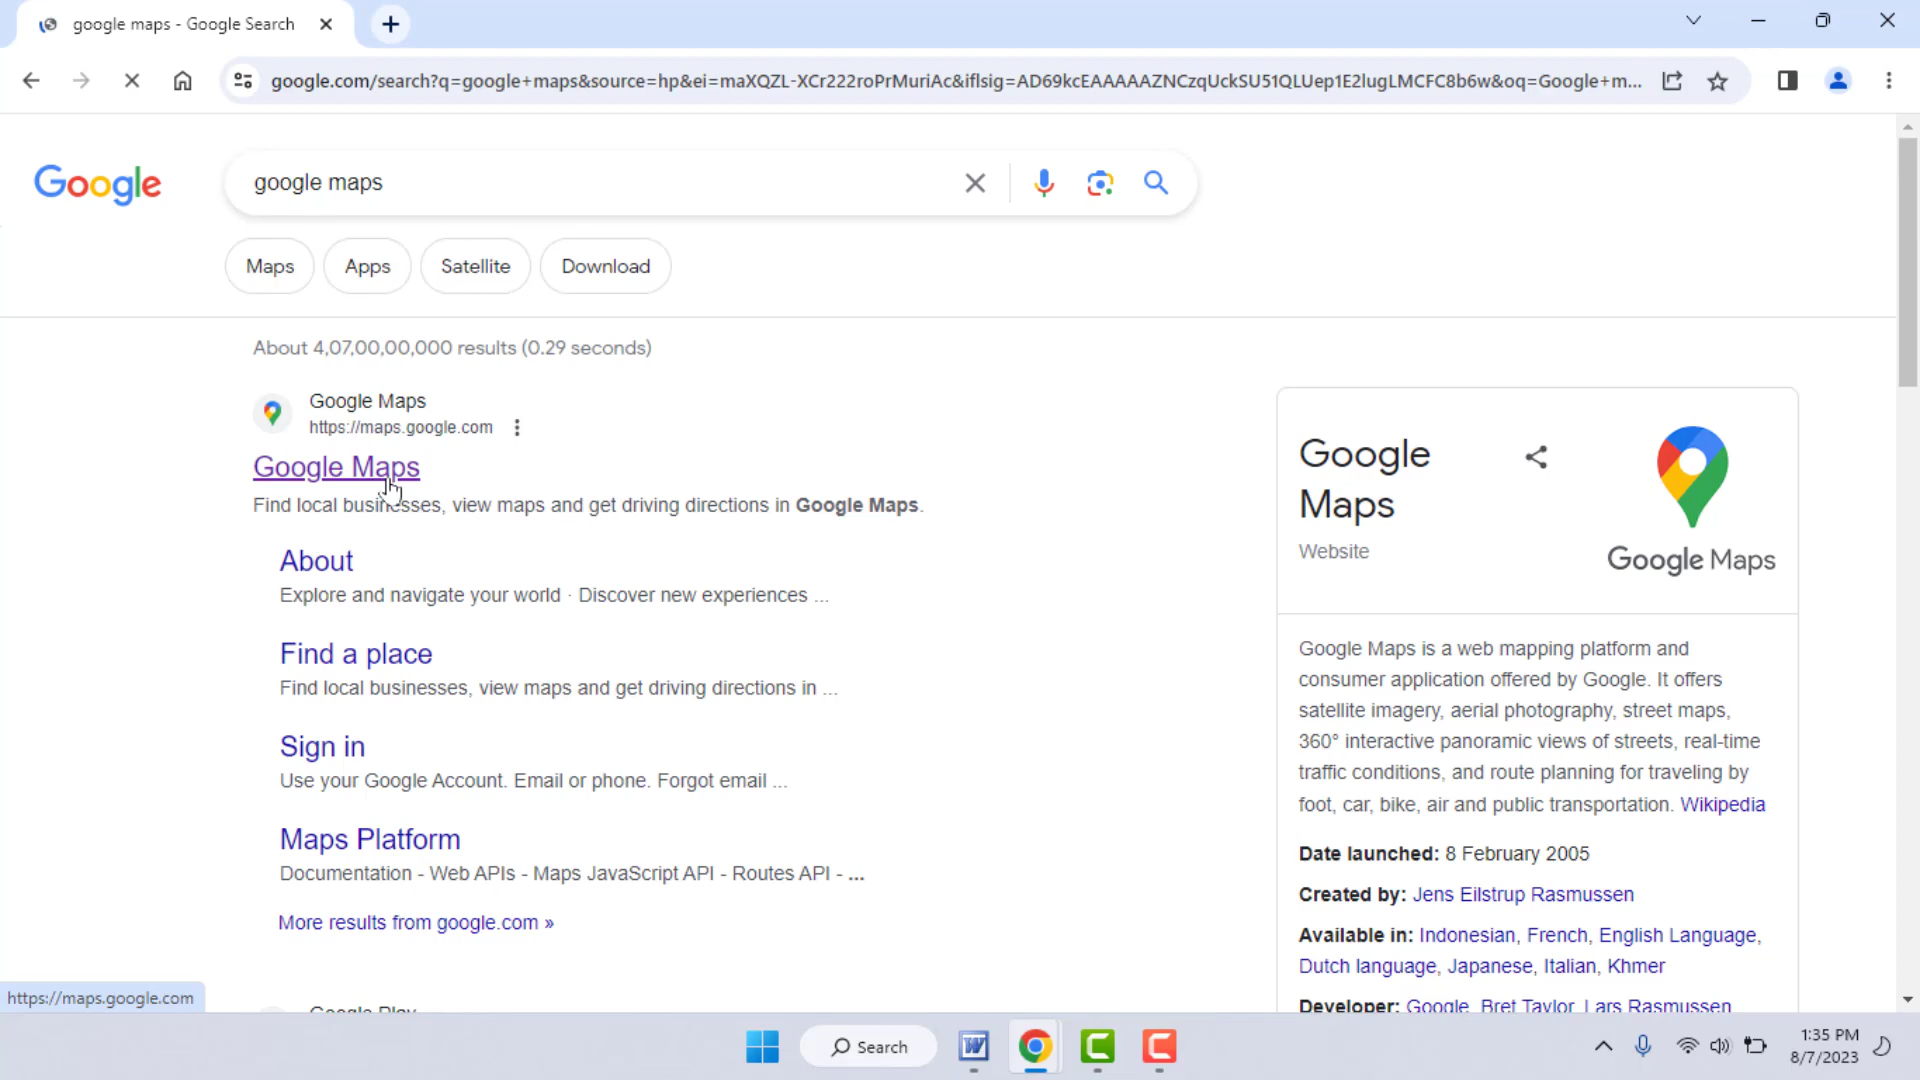 google maps - Google Search
google.com/search?q=google+maps&source=hp&ei=maXQZL-XCr222roPrMuriAc&iflsig=AD69kcEAAAAAZNCzqUckSU51QLUep1E2lugLMCFC8b6w&oq=Google+m...
Google
google maps
Maps
Apps
Satellite
Download
About 4,07,00,00,000 results (0.29 seconds)
Google Maps
https://maps.google.com
Google Maps
Find local businesses, view maps and get driving directions in Google Maps.
About
Explore and navigate your world · Discover new experiences ...
Find a place
Find local businesses, view maps and get driving directions in ...
Sign in
Use your Google Account. Email or phone. Forgot email ...
Maps Platform
Documentation - Web APIs - Maps JavaScript API - Routes API - ...
More results from google.com »
Google Play
Google
Maps
Website
Google Maps
Google Maps is a web mapping platform and
consumer application offered by Google. It offers
satellite imagery, aerial photography, street maps,
360° interactive panoramic views of streets, real-time
traffic conditions, and route planning for traveling by
foot, car, bike, air and public transportation. Wikipedia
Date launched: 8 February 2005
Created by: Jens Eilstrup Rasmussen
Available in: Indonesian, French, English Language,
Dutch language, Japanese, Italian, Khmer
Developer: Google, Bret Taylor, Lars Rasmussen
https://maps.google.com
Search
W
1:35 PM
8/7/2023